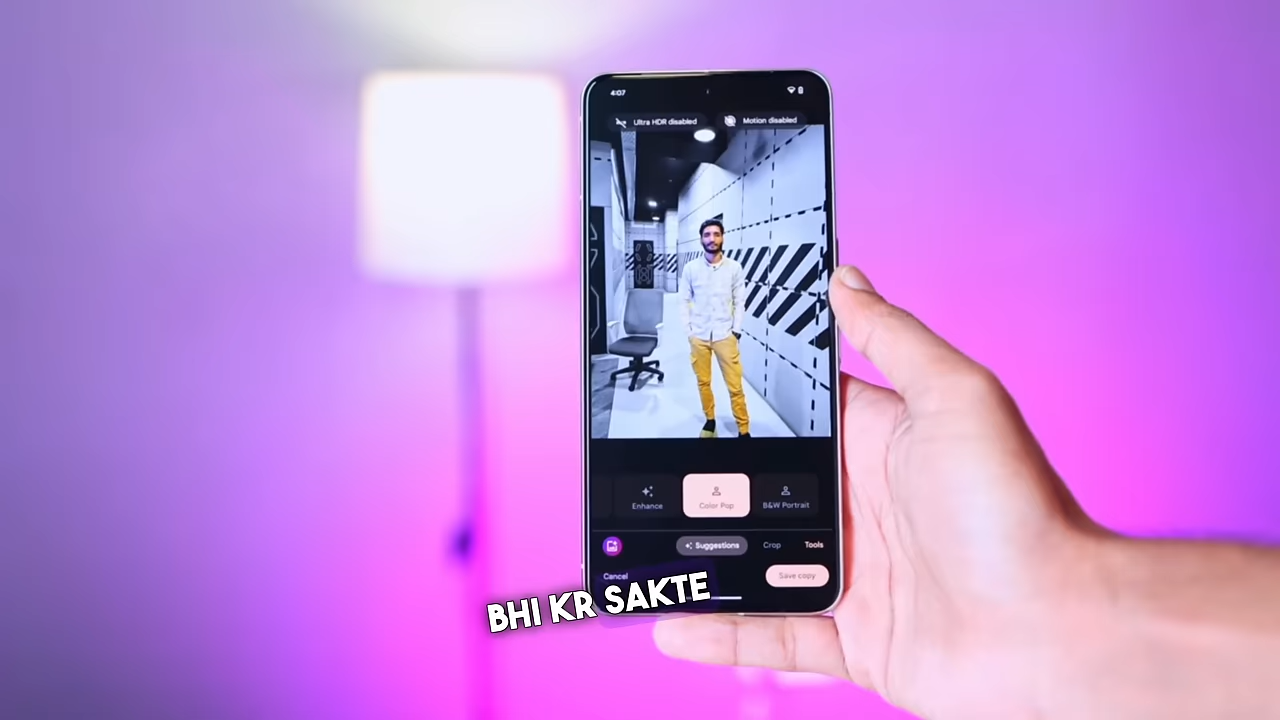 4:07
Ultra HDR disabled Motion disabled
Enhance Color Pop B&W Portrait
Suggestions Crop Tools
Cancel Save copy
BHI KR SAKTE